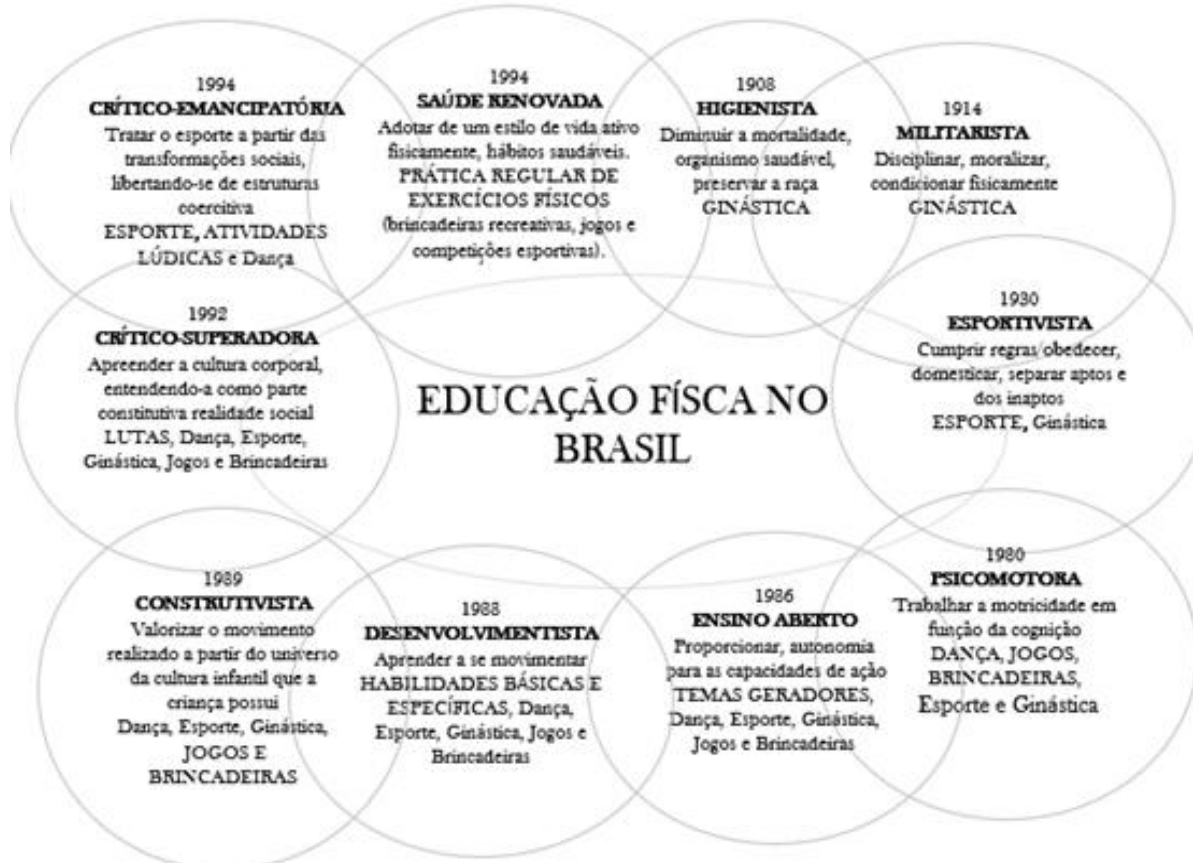 1994
CRÍTICO-EMANCIPATÓRIA
Tratar o esporte a partir das
transformações sociais,
libertando-se de estruturas
coercitiva
ESPORTE, ATIVIDADES
LÚDICAS e Dança
1994
SAÚDE RENOVADA
Adotar de um estilo de vida ativo
fisicamente, hábitos saudáveis.
PRÁTICA REGULAR DE
EXERCÍCIOS FÍSICOS
(brincadeiras recreativas, jogos e
competições esportivas).
1908
HIGIENISTA
Diminuir a mortalidade,
organismo saudável,
preservar a raça
GINÁSTICA
1914
MILITARISTA
Disciplinar, moralizar,
condicionar fisicamente
GINÁSTICA
1992
CRÍTICO-SUPERADORA
Apreender a cultura corporal,
entendendo-a como parte
constitutiva realidade social
LUTAS, Dança, Esporte,
Ginástica, Jogos e Brincadeiras
EDUCAÇÃO FÍSCA NO
BRASIL
1930
ESPORTIVISTA
Cumprir regras/obedecer,
domesticar, separar aptos e
dos inaptos
ESPORTE, Ginástica
1989
CONSTRUTIVISTA
Valorizar o movimento
realizado a partir do universo
da cultura infantil que a
criança possui
Dança, Esporte, Ginástica,
JOGOS E
BRINCADEIRAS
1988
DESENVOLVIMENTISTA
Aprender a se movimentar
HABILIDADES BÁSICAS E
ESPECÍFICAS, Dança,
Esporte, Ginástica, Jogos e
Brincadeiras
1986
ENSINO ABERTO
Proporcionar, autonomia
para as capacidades de ação
TEMAS GERADORES,
Dança, Esporte, Ginástica,
Jogos e Brincadeiras
1980
PSICOMOTORA
Trabalhar a motricidade em
função da cognição
DANÇA, JOGOS,
BRINCADEIRAS,
Esporte e Ginástica